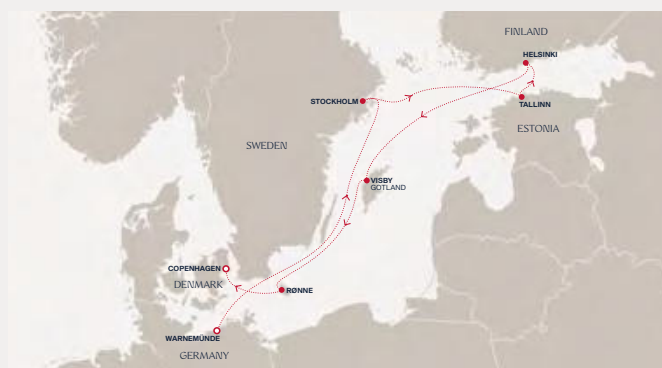 FINLAND
HELSINKI
STOCKHOLM
TALLINN
ESTONIA
SWEDEN
VISBY
GOTLAND
COPENHAGEN
DENMARK
RØNNE
WARNEMÜNDE
GERMANY